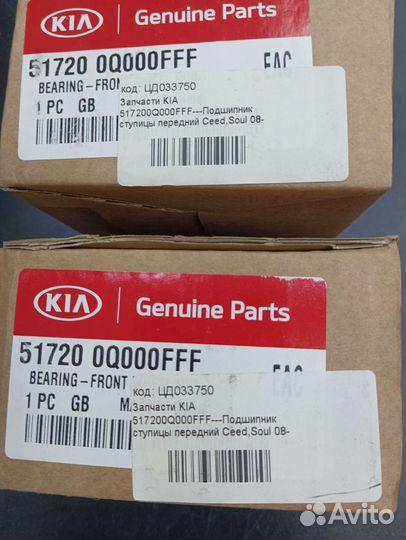 KIA
Genuine Parts
51720 0Q000FFF
EAC
BEARING-FRON
1 PC GB
код: ЦД033750
Запчасти KIA
517200Q000FFF---Подшипник
ступицы передний Ceed,Soul 08-
KIA
Genuine Parts
51720 0Q000FFF
EAC
BEARING-FRONT
1 PC GB
код: ЦД033750
Запчасти KIA
517200Q000FFF---Подшипник
ступицы передний Ceed,Soul 08-
Avito